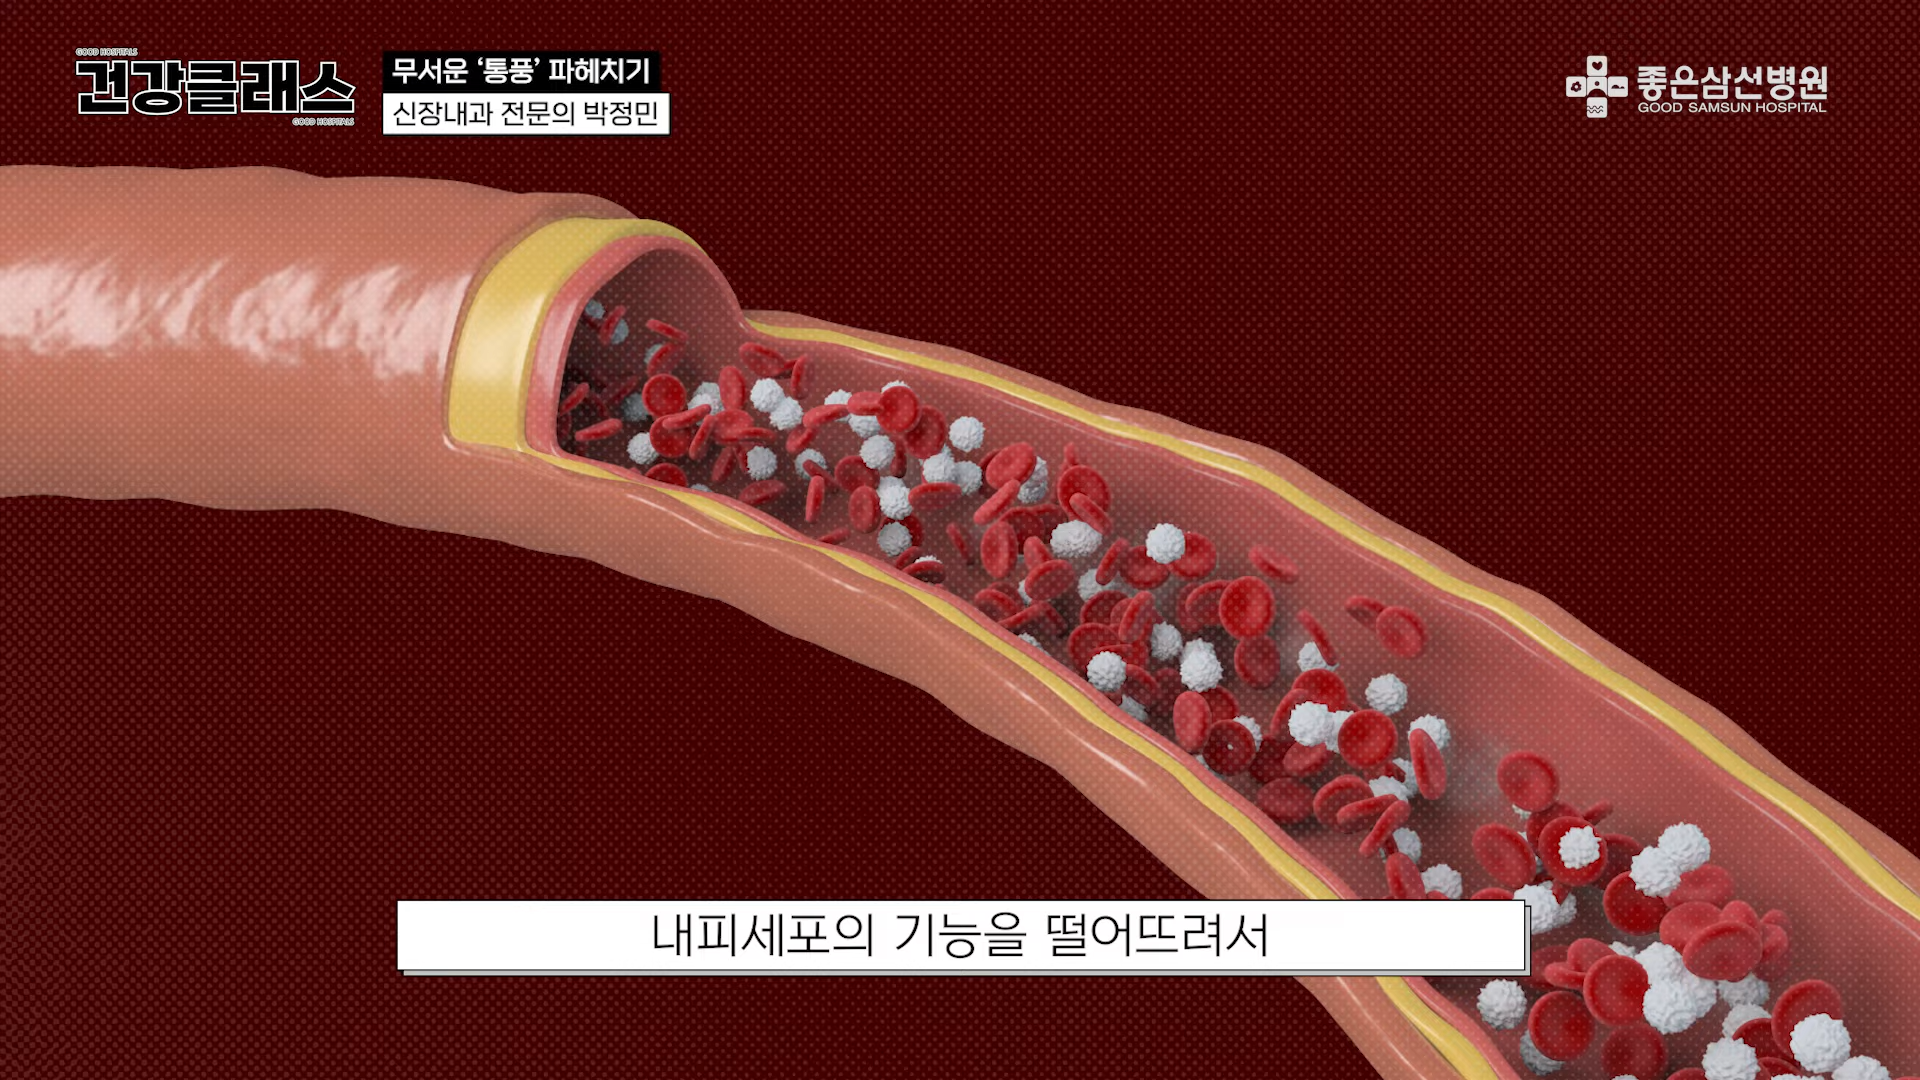 GOOD HOSPITALS
건강클래스
GOOD HOSPITALS
무서운 ‘통풍’ 파헤치기
신장내과 전문의 박정민
좋은삼선병원
GOOD SAMSUN HOSPITAL
내피세포의 기능을 떨어뜨려서